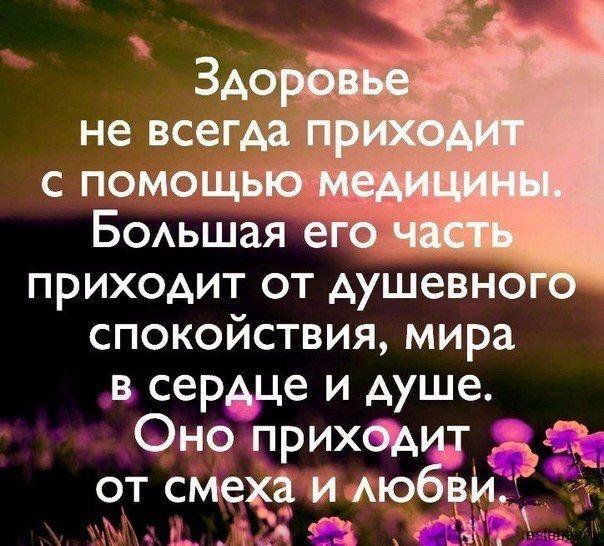 Здоровье
не всегда приходит
с помощью медицины.
Большая его часть
приходит от душевного
спокойствия, мира
в сердце и душе.
Оно приходит
от смеха и любви.